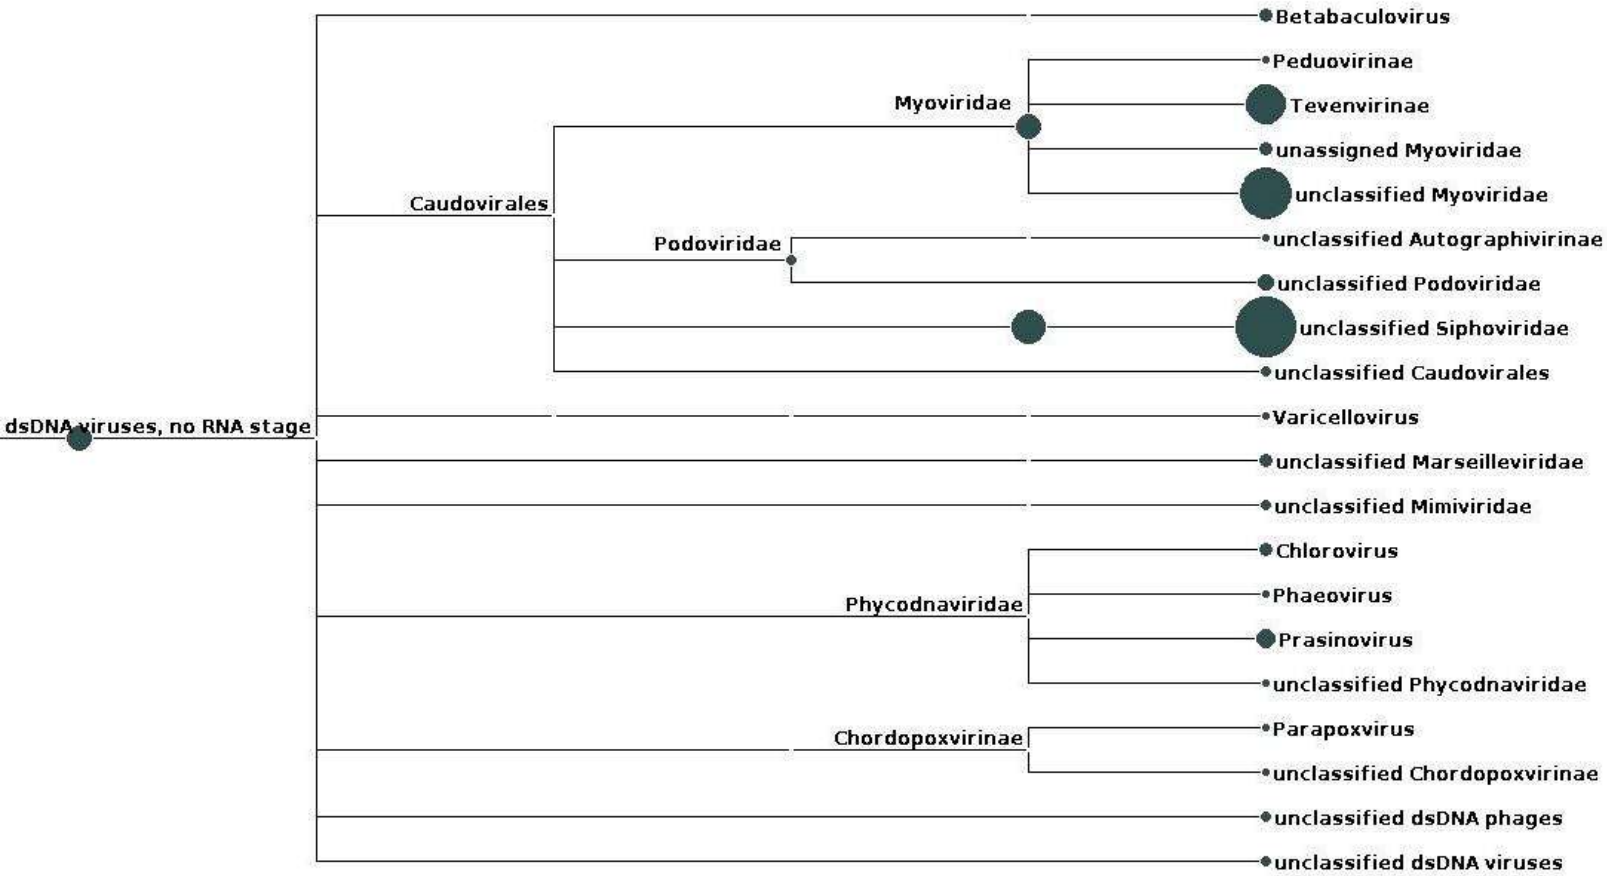 Betabaculovirus
Peduovirinae
Myoviridae
Tevenvirinae
unassigned Myoviridae
unclassified Myoviridae
Caudovirales
Podoviridae
unclassified Autographivirinae
unclassified Podoviridae
unclassified Siphoviridae
unclassified Caudovirales
Varicellovirus
dsDNA viruses, no RNA stage
unclassified Marseilleviridae
unclassified Mimiviridae
Chlorovirus
Phaeovirus
Phycodnaviridae
Prasinovirus
unclassified Phycodnaviridae
Parapoxvirus
Chordopoxvirinae
unclassified Chordopoxvirinae
unclassified dsDNA phages
unclassified dsDNA viruses